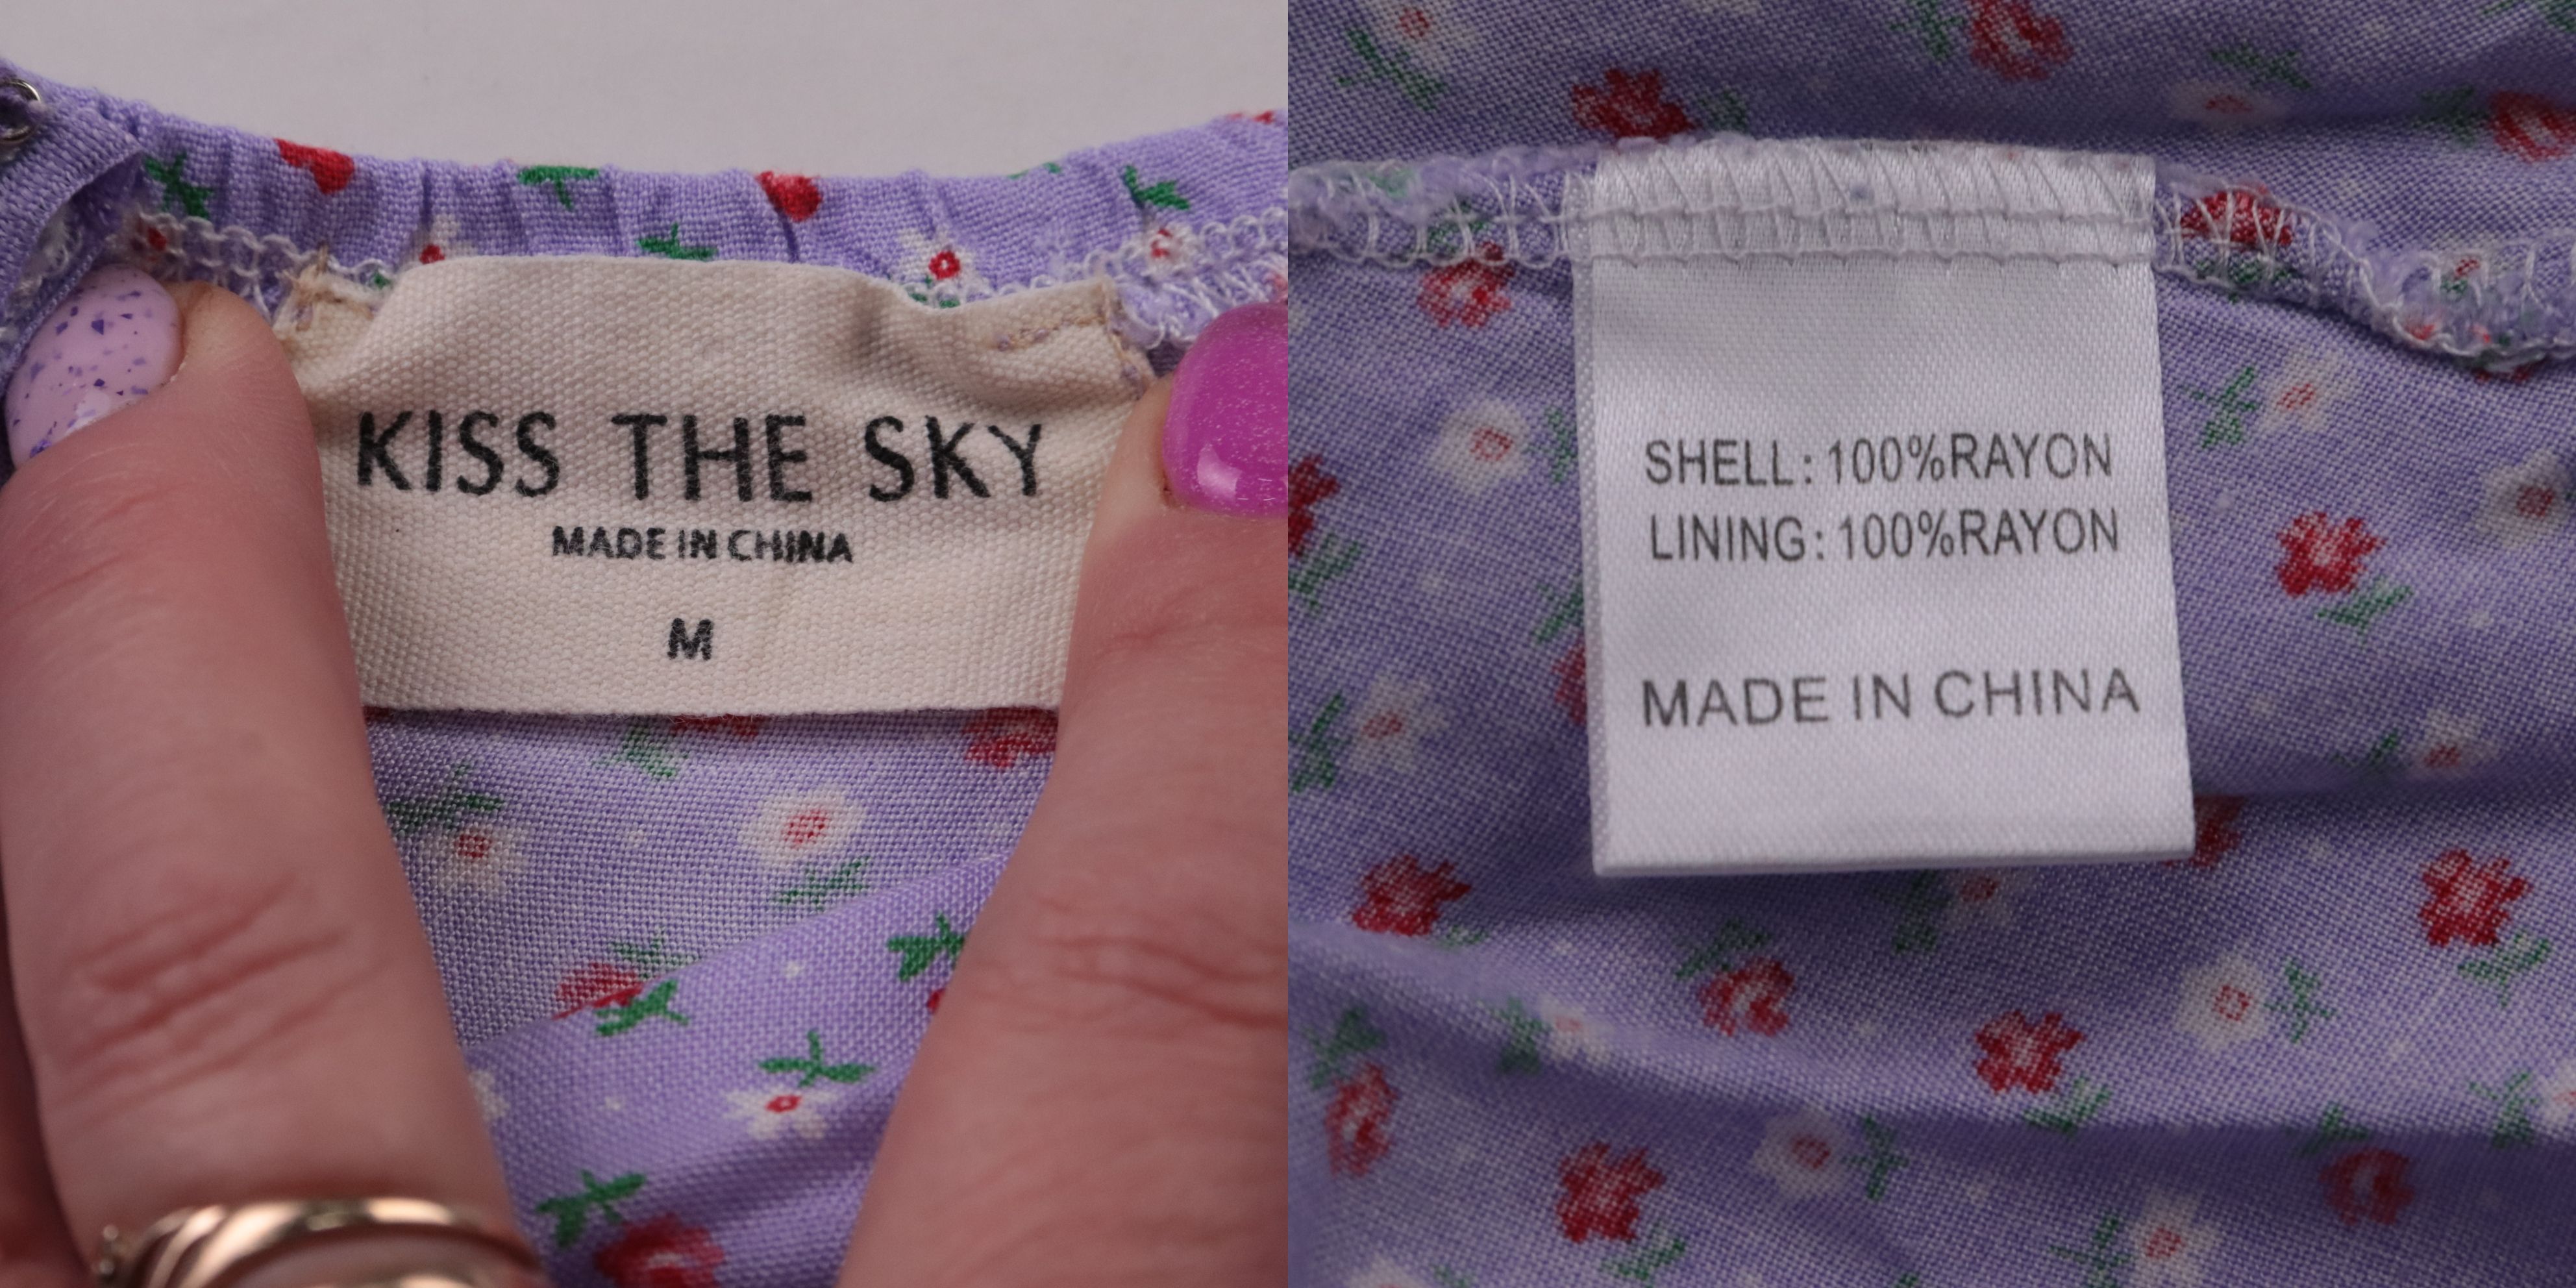 KISS THE SKY
MADE IN CHINA
M
SHELL: 100%RAYON
LINING: 100%RAYON
MADE IN CHINA